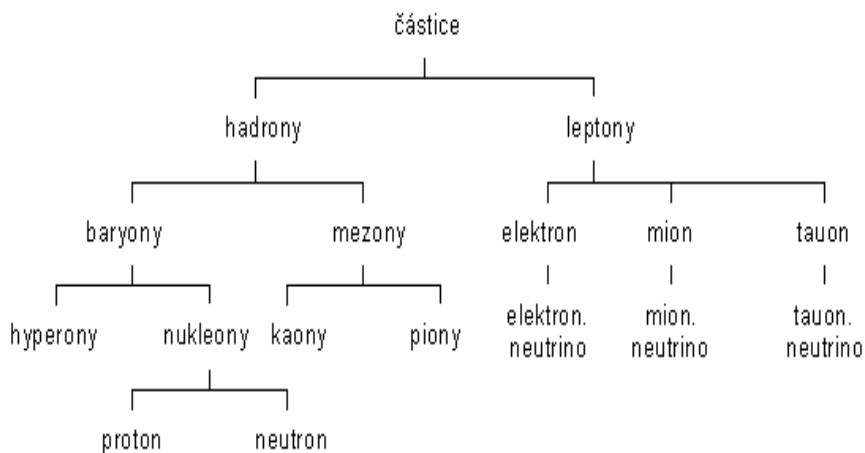 částice
hadrony leptony
baryony mezony elektron mion tauon
hyperony nukleony kaony piony elektron. mion. tauon.
neutrino neutrino neutrino
proton neutron